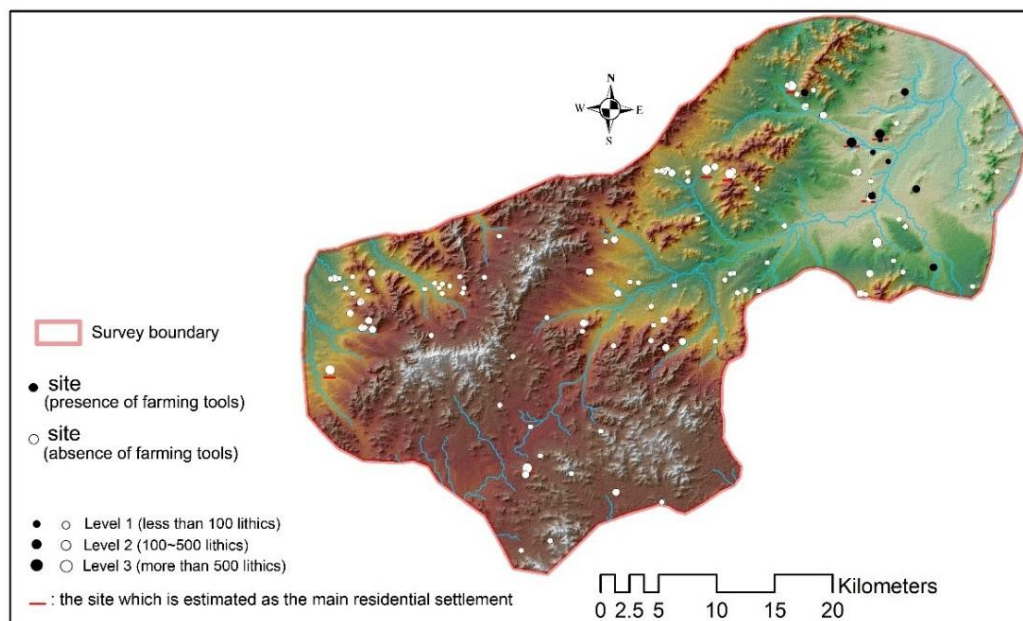 N
W E
S
Survey boundary
site
(presence of farming tools)
site
(absence of farming tools)
Level 1 (less than 100 lithics)
Level 2 (100~500 lithics)
Level 3 (more than 500 lithics)
: the site which is estimated as the main residential settlement
Kilometers
0 2.5 5 10 15 20